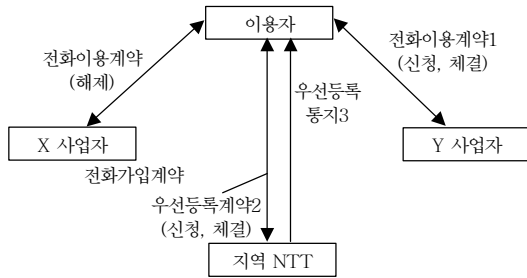 이용자
전화이용계약
(해제)
전화이용계약1
(신청, 체결)
우선등록
통지3
X 사업자
Y 사업자
전화가입계약
우선등록계약2
(신청, 체결)
지역 NTT